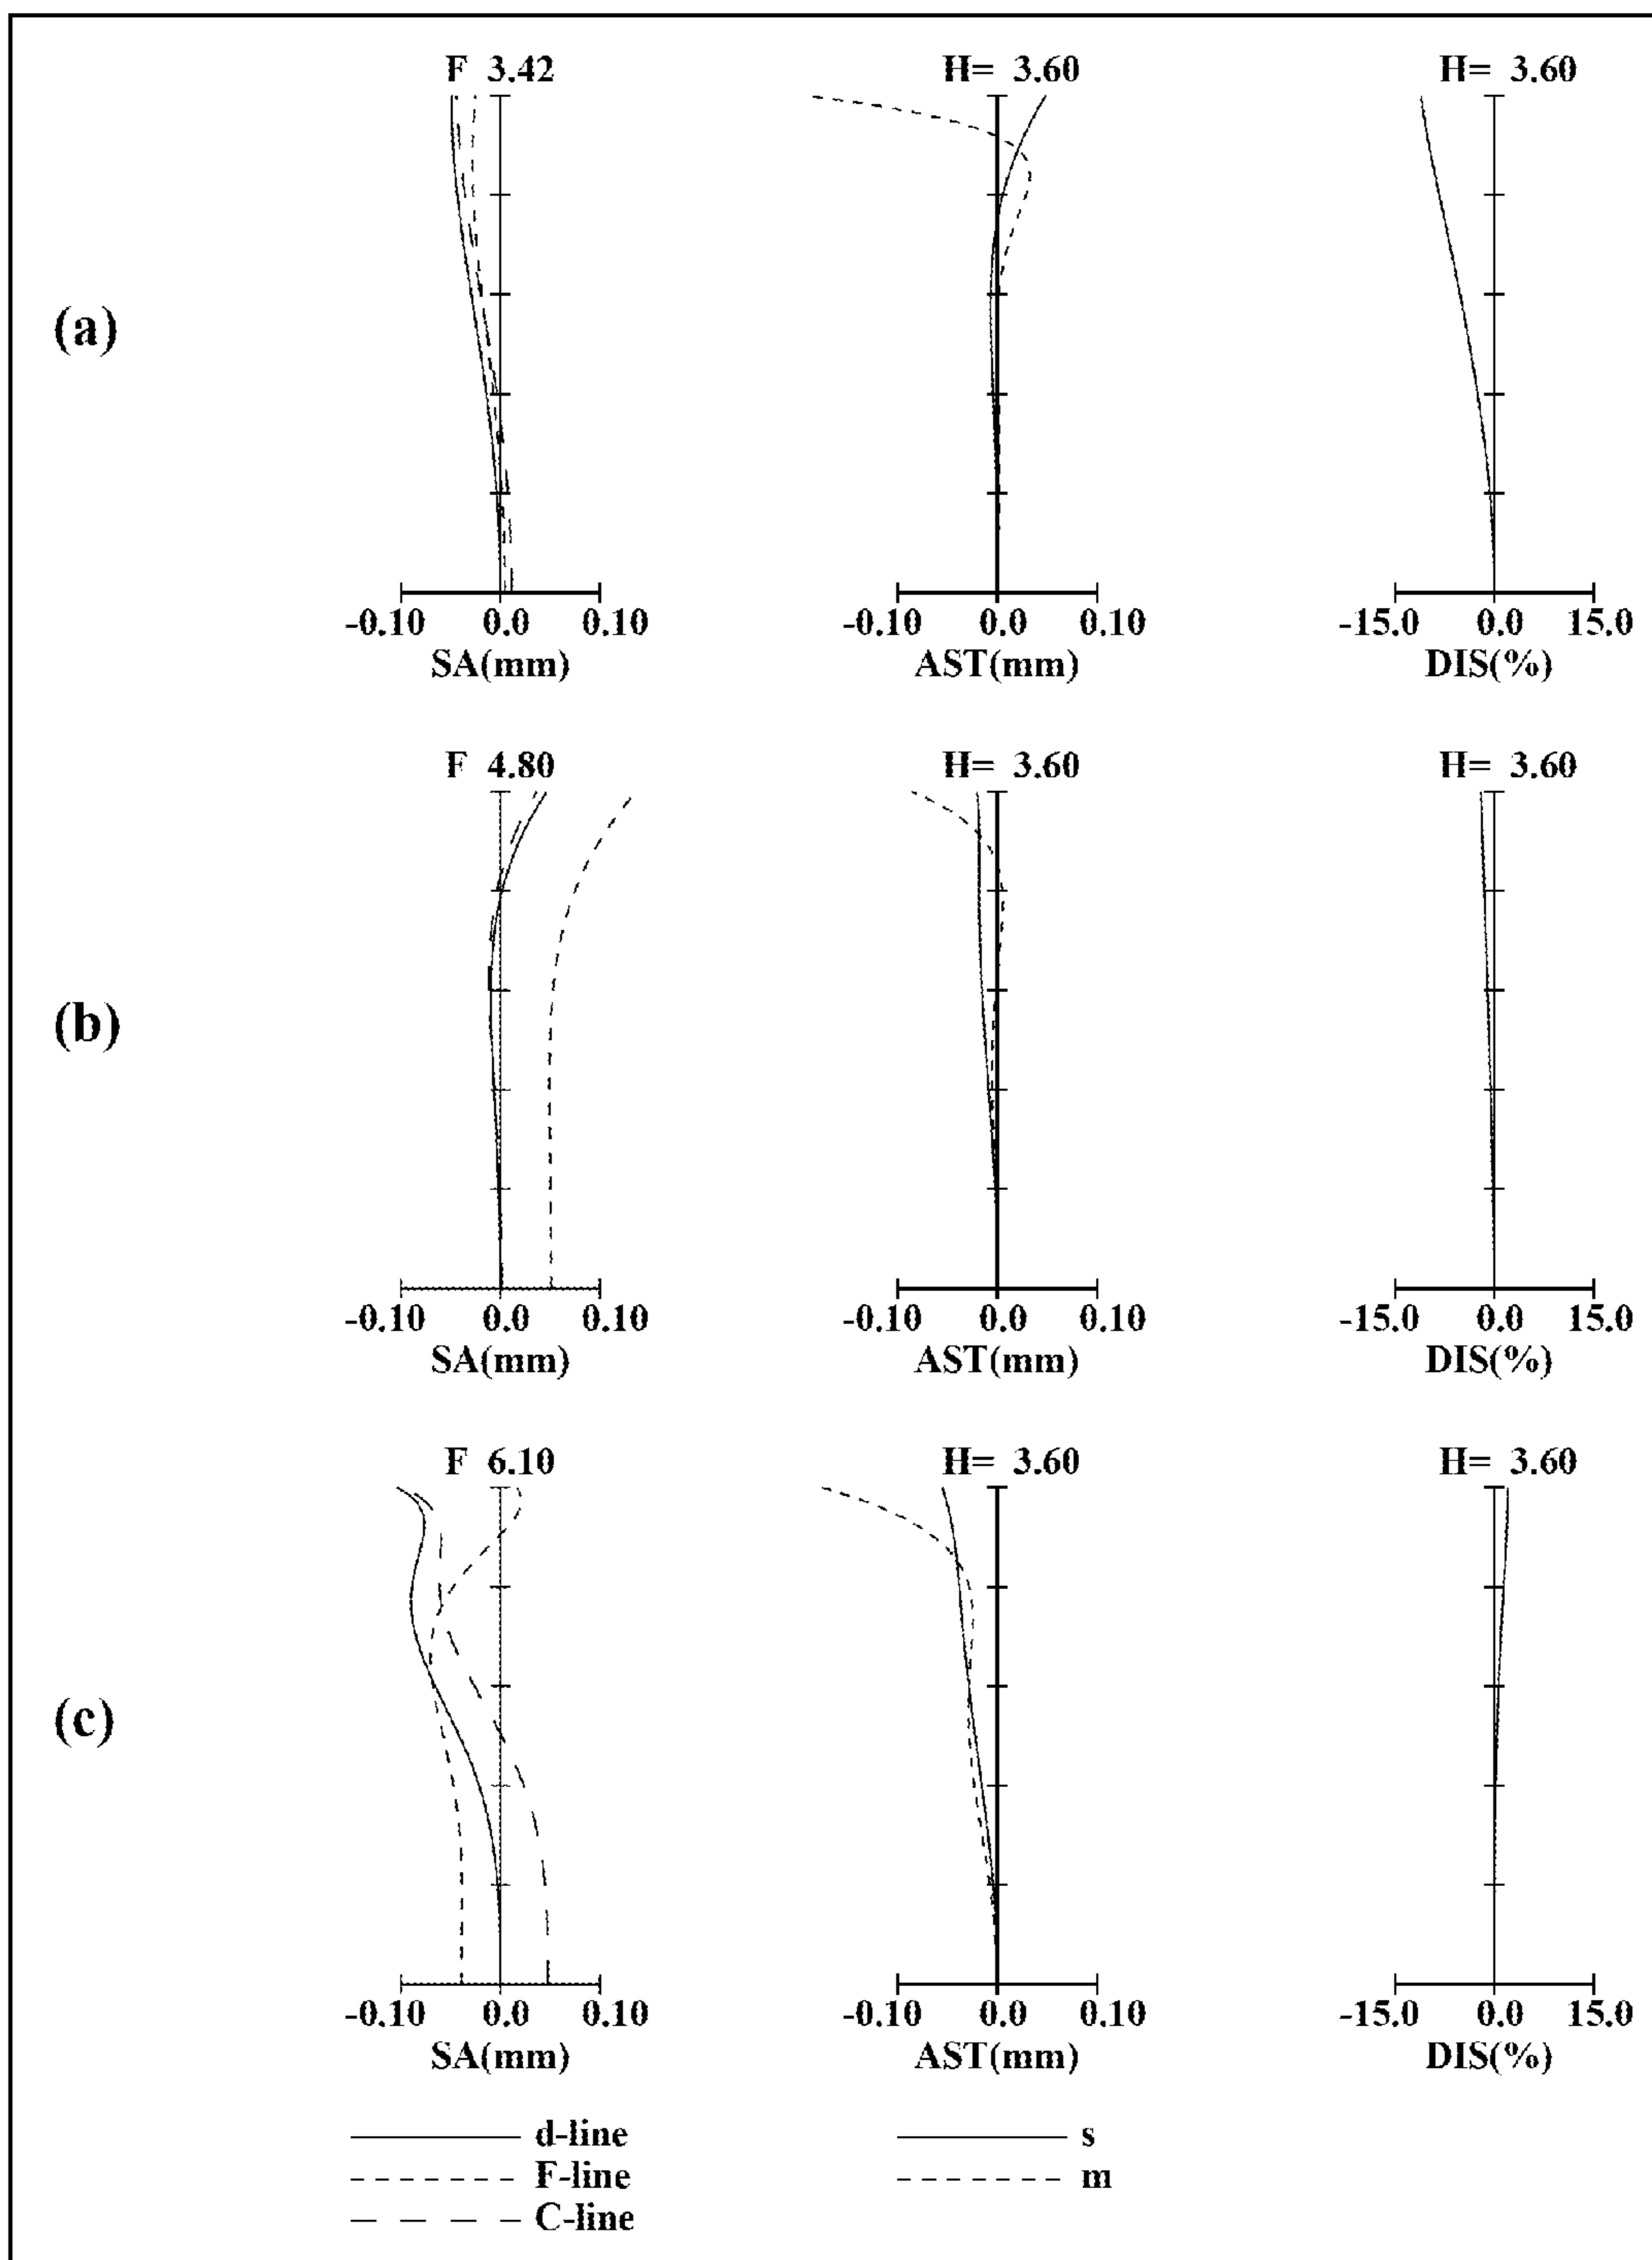 F 3.42 H= 3.60 H= 3.60
(a)
-0.10 0.0 0.10 -0.10 0.0 0.10 -15.0 0.0 15.0
SA(mm) AST(mm) DIS(%)
F 4.80 H= 3.60 H= 3.60
(b)
-0.10 0.0 0.10 -0.10 0.0 0.10 -15.0 0.0 15.0
SA(mm) AST(mm) DIS(%)
F 6.10 H= 3.60 H= 3.60
(c)
-0.10 0.0 0.10 -0.10 0.0 0.10 -15.0 0.0 15.0
SA(mm) AST(mm) DIS(%)
d-line s
F-line m
C-line